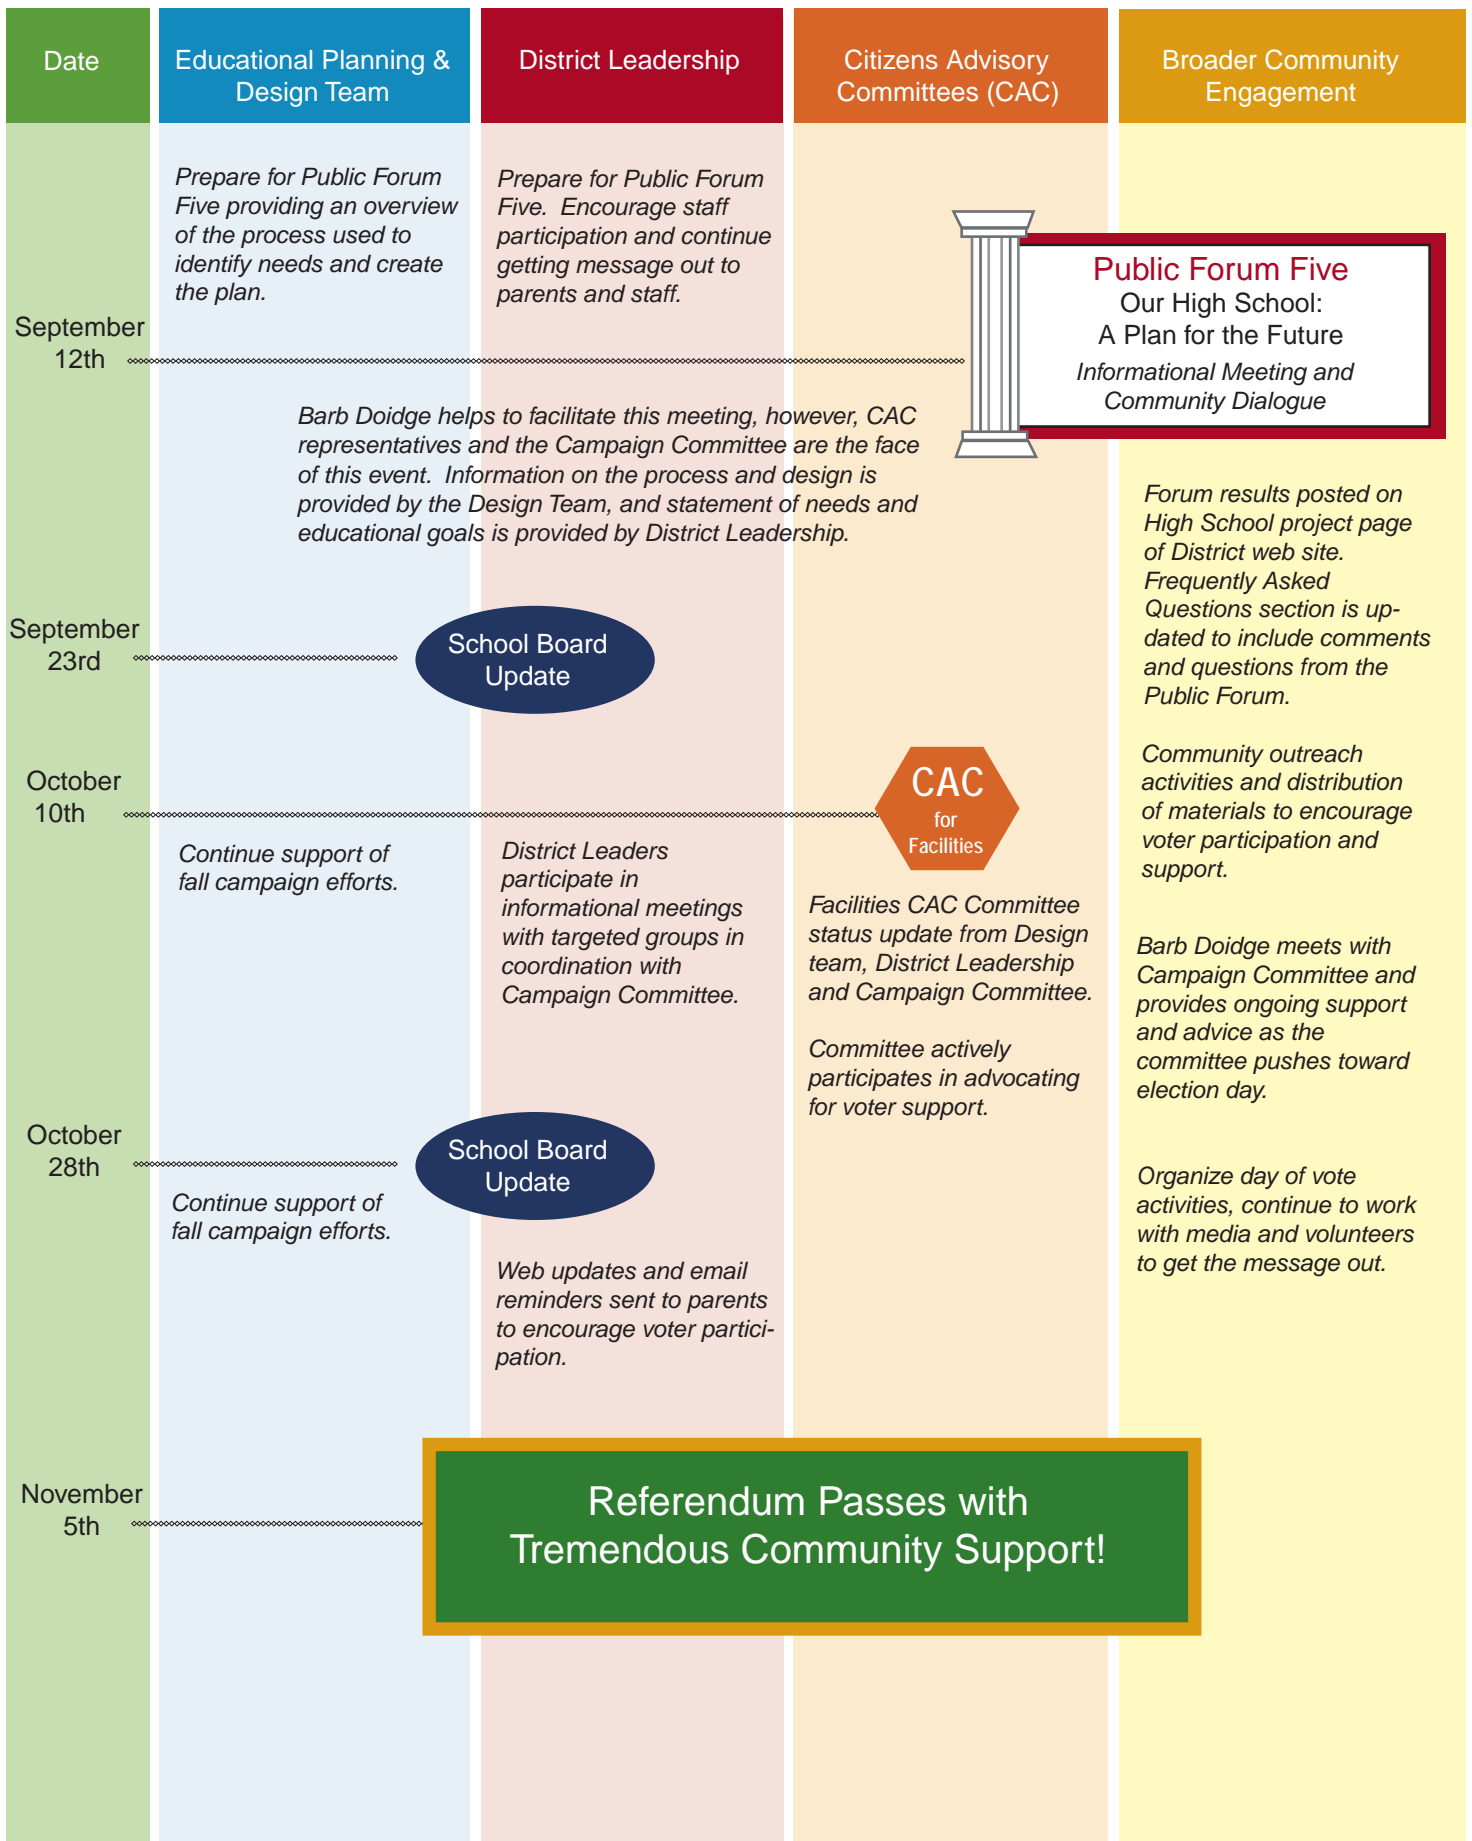 Date
Educational Planning &
Design Team
District Leadership
Citizens Advisory
Committees (CAC)
Broader Community
Engagement
Prepare for Public Forum
Five providing an overview
of the process used to
identify needs and create
the plan.
Prepare for Public Forum
Five.  Encourage staff
participation and continue
getting message out to
parents and staff.
September
12th
Public Forum Five
Our High School:
A Plan for the Future
Informational Meeting and
Community Dialogue
Barb Doidge helps to facilitate this meeting, however, CAC
representatives and the Campaign Committee are the face
of this event.  Information on the process and design is
provided by the Design Team, and statement of needs and
educational goals is provided by District Leadership.
Forum results posted on
High School project page
of District web site.
Frequently Asked
Questions section is up-
dated to include comments
and questions from the
Public Forum.
September
23rd
School Board
Update
Community outreach
activities and distribution
of materials to encourage
voter participation and
support.
October
10th
CAC
for
Facilities
Continue support of
fall campaign efforts.
District Leaders
participate in
informational meetings
with targeted groups in
coordination with
Campaign Committee.
Facilities CAC Committee
status update from Design
team, District Leadership
and Campaign Committee.
Committee actively
participates in advocating
for voter support.
Barb Doidge meets with
Campaign Committee and
provides ongoing support
and advice as the
committee pushes toward
election day.
October
28th
School Board
Update
Continue support of
fall campaign efforts.
Web updates and email
reminders sent to parents
to encourage voter partici-
pation.
Organize day of vote
activities, continue to work
with media and volunteers
to get the message out.
November
5th
Referendum Passes with
Tremendous Community Support!